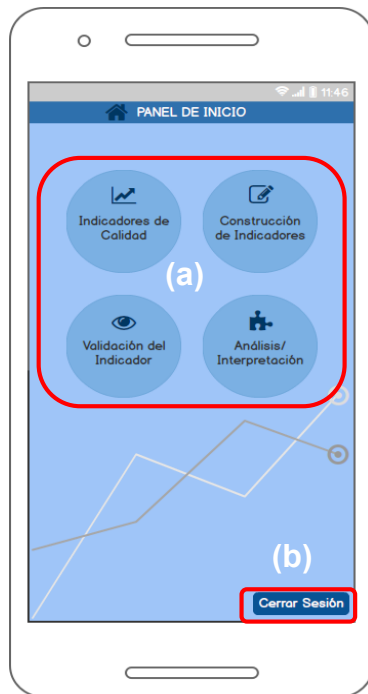 11:46
PANEL DE INICIO
Indicadores de
Calidad
Construcción
de Indicadores
(a)
Validación del
Indicador
Análisis/
Interpretación
(b)
Cerrar Sesión